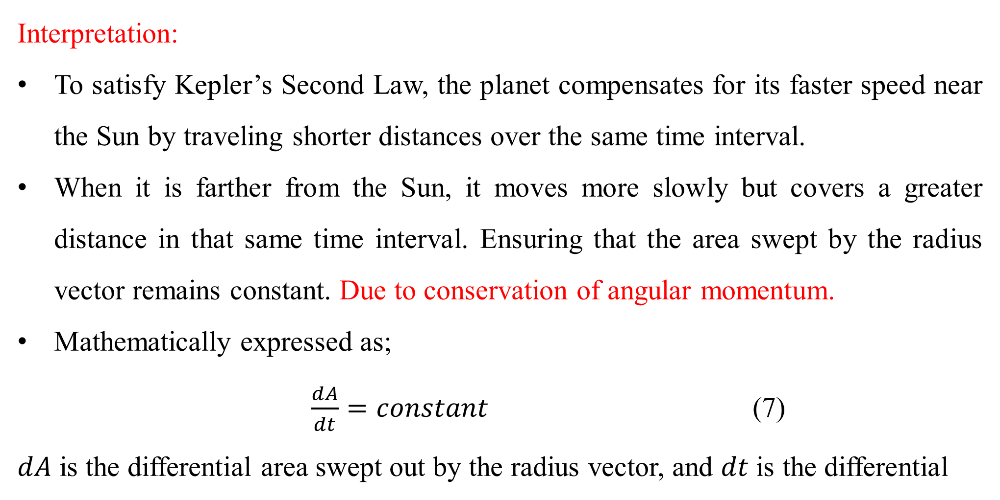 Interpretation:
• To satisfy Kepler’s Second Law, the planet compensates for its faster speed near
the Sun by traveling shorter distances over the same time interval.
• When it is farther from the Sun, it moves more slowly but covers a greater
distance in that same time interval. Ensuring that the area swept by the radius
vector remains constant. Due to conservation of angular momentum.
• Mathematically expressed as;
dA/dt = constant (7)
dA is the differential area swept out by the radius vector, and dt is the differential